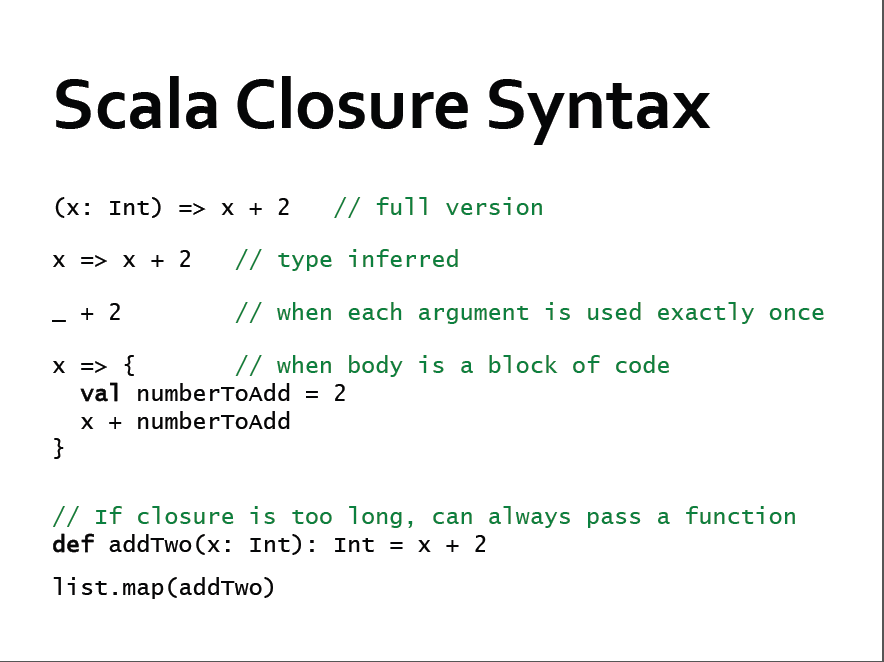 Scala Closure Syntax
(x: Int) => x + 2   // full version
x => x + 2   // type inferred
_ + 2        // when each argument is used exactly once
x => {       // when body is a block of code
  val numberToAdd = 2
  x + numberToAdd
}
// If closure is too long, can always pass a function
def addTwo(x: Int): Int = x + 2
list.map(addTwo)